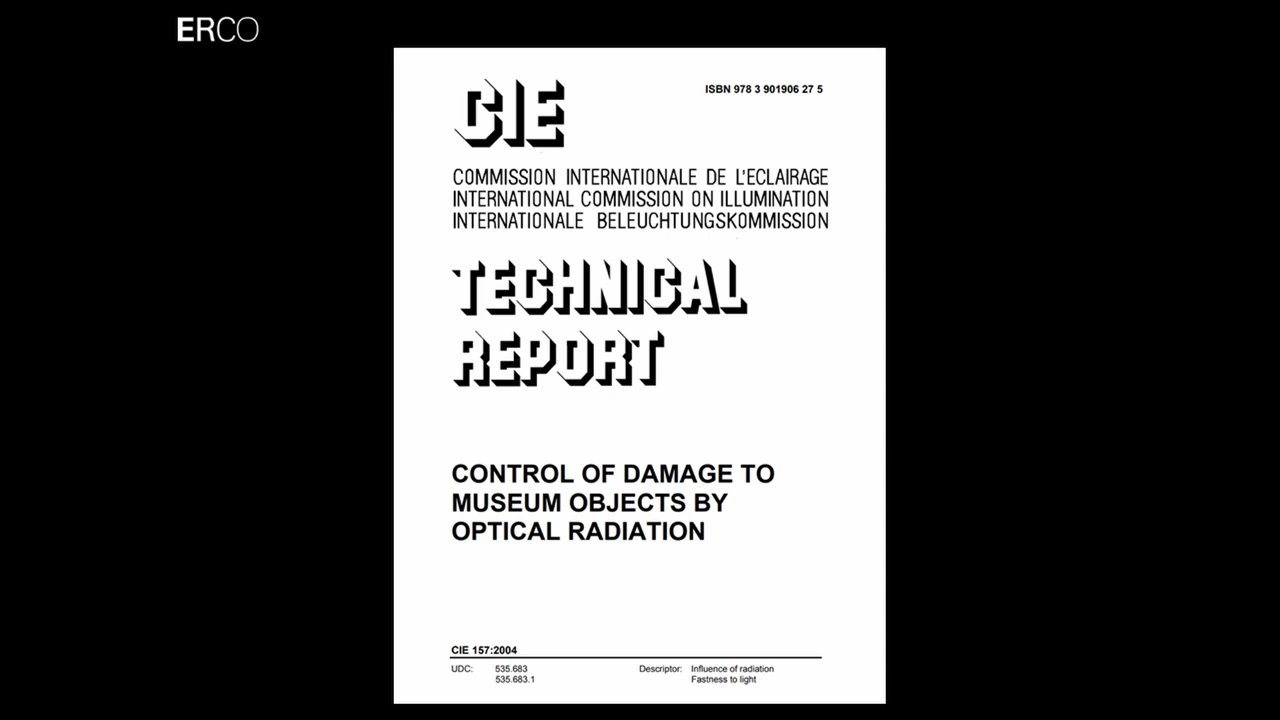 ERCO
CIE
ISBN 978 3 901906 27 5
COMMISSION INTERNATIONALE DE L'ECLAIRAGE
INTERNATIONAL COMMISSION ON ILLUMINATION
INTERNATIONALE BELEUCHTUNGSKOMMISSION
TECHNICAL
REPORT
CONTROL OF DAMAGE TO
MUSEUM OBJECTS BY
OPTICAL RADIATION
CIE 157:2004
UDC: 535.683 Descriptor: Influence of radiation
535.683.1 Fastness to light